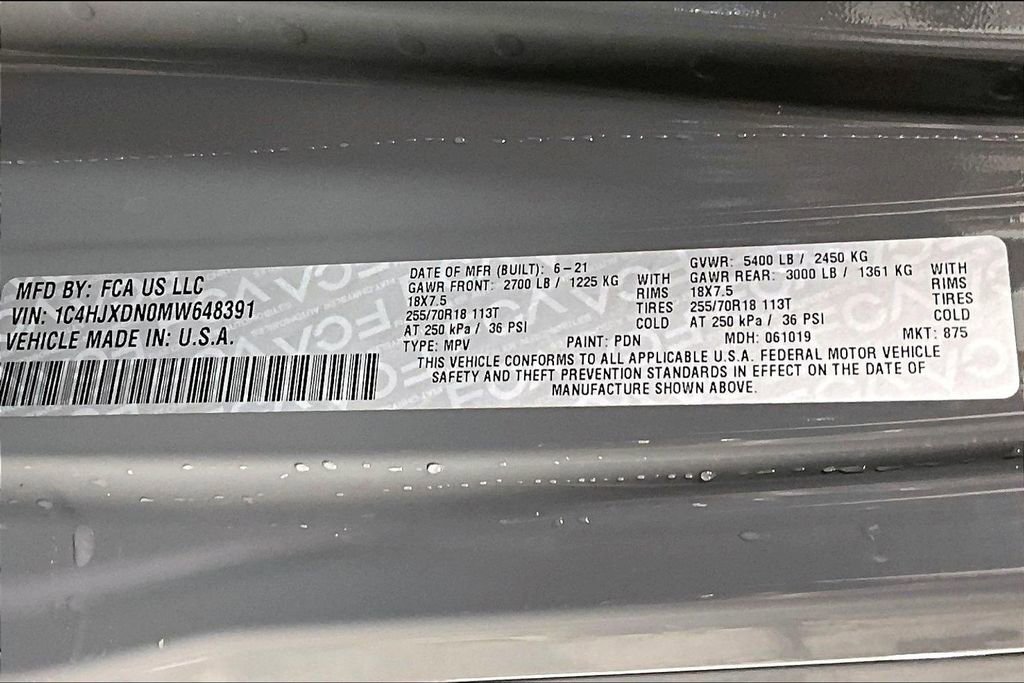 MFD BY: FCA US LLC
VIN: 1C4HJXDN0MW648391
VEHICLE MADE IN: U.S.A.
DATE OF MFR (BUILT): 6-21 GVWR: 5400 LB / 2450 KG
GAWR FRONT: 2700 LB / 1225 KG WITH GAWR REAR: 3000 LB / 1361 KG WITH
18X7.5 RIMS 18X7.5 RIMS
255/70R18 113T TIRES 255/70R18 113T TIRES
AT 250 kPa / 36 PSI COLD AT 250 kPa / 36 PSI COLD
TYPE: MPV PAINT: PDN MDH: 061019 MKT: 875
THIS VEHICLE CONFORMS TO ALL APPLICABLE U.S.A. FEDERAL MOTOR VEHICLE
SAFETY AND THEFT PREVENTION STANDARDS IN EFFECT ON THE DATE OF
MANUFACTURE SHOWN ABOVE.